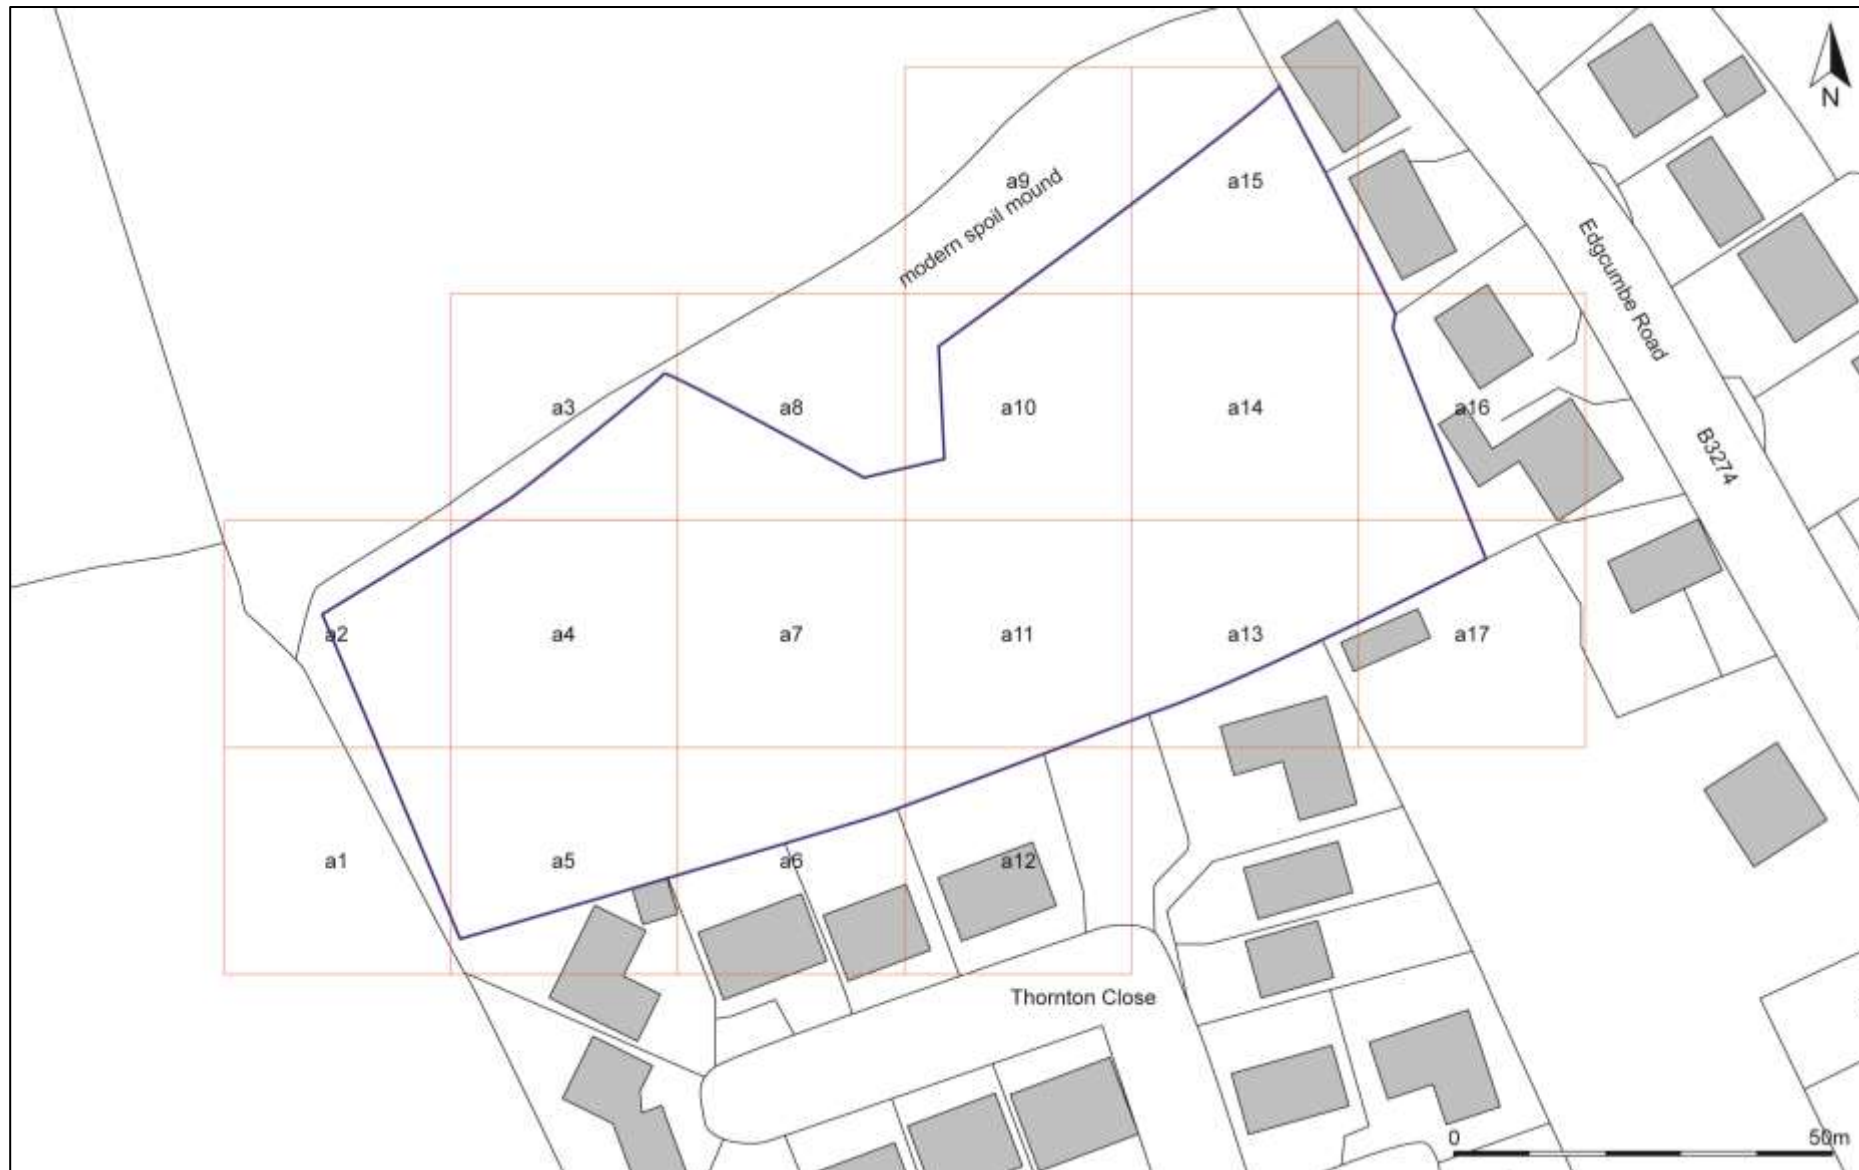 N
a9
a15
modern spoil mound
Edgcumbe Road
a3
a8
a10
a14
a16
B3274
a2
a4
a7
a11
a13
a17
a1
a5
a6
a12
Thornton Close
0 50m